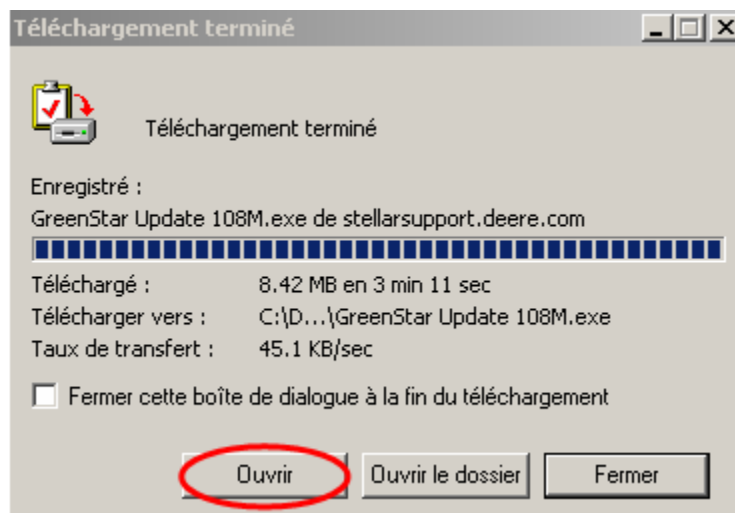 Téléchargement terminé
Téléchargement terminé
Enregistré :
GreenStar Update 108M.exe de stellarsupport.deere.com
Téléchargé : 8.42 MB en 3 min 11 sec
Télécharger vers : C:\D...\GreenStar Update 108M.exe
Taux de transfert : 45.1 KB/sec
Fermer cette boîte de dialogue à la fin du téléchargement
Ouvrir Ouvrir le dossier Fermer